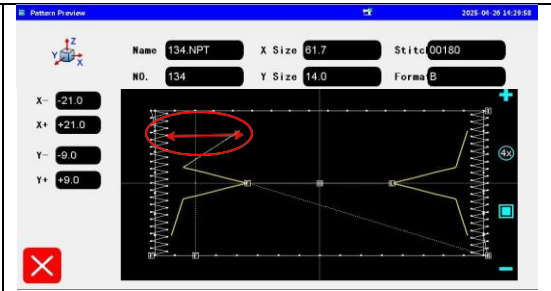 Pattern Preview 2025-04-26 14:29:58
Z
Y
X
Name 134.NPT X Size 61.7 Stitc 00180
NO. 134 Y Size 14.0 Forma B
X- -21.0
X+ +21.0
Y- -9.0
Y+ +9.0
4x